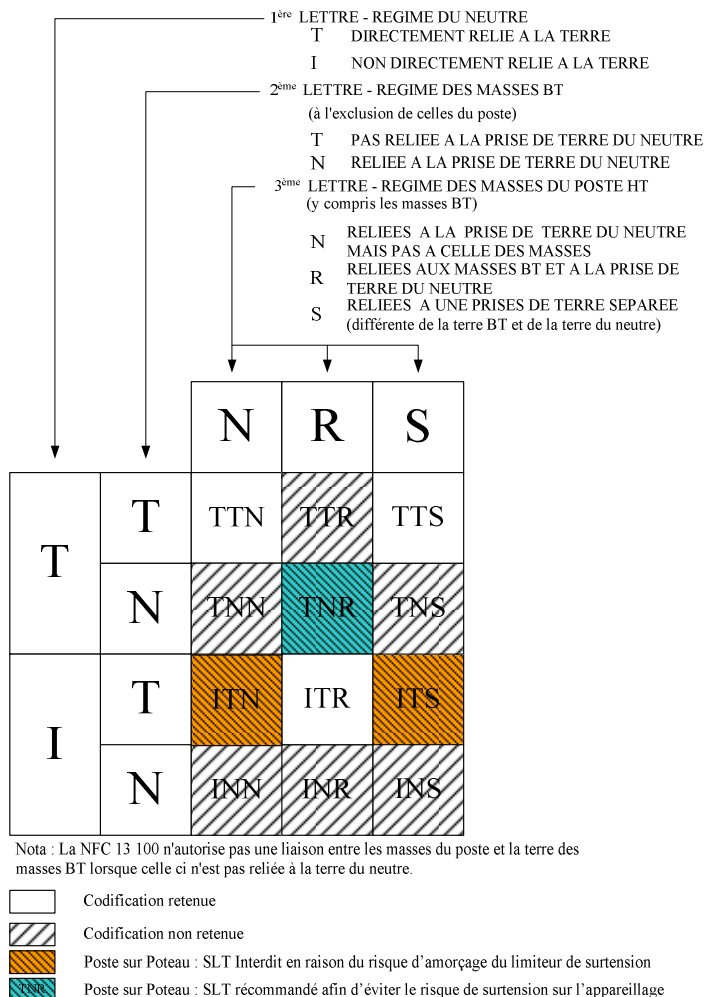 1ère LETTRE - REGIME DU NEUTRE
T DIRECTEMENT RELIE A LA TERRE
I NON DIRECTEMENT RELIE A LA TERRE
2ème LETTRE - REGIME DES MASSES BT
(à l'exclusion de celles du poste)
T PAS RELIEE A LA PRISE DE TERRE DU NEUTRE
N RELIEE A LA PRISE DE TERRE DU NEUTRE
3ème LETTRE - REGIME DES MASSES DU POSTE HT
(y compris les masses BT)
N RELIEES A LA PRISE DE TERRE DU NEUTRE
MAIS PAS A CELLE DES MASSES
R RELIEES AUX MASSES BT ET A LA PRISE DE
TERRE DU NEUTRE
S RELIEES A UNE PRISES DE TERRE SEPAREE
(différente de la terre BT et de la terre du neutre)
N R S
T T TTN TTR TTS
N TNN TNR TNS
I T ITN ITR ITS
N INN INR INS
Nota : La NFC 13 100 n'autorise pas une liaison entre les masses du poste et la terre des
masses BT lorsque celle ci n'est pas reliée à la terre du neutre.
Codification retenue
Codification non retenue
Poste sur Poteau : SLT Interdit en raison du risque d'amorçage du limiteur de surtension
TNR Poste sur Poteau : SLT récommandé afin d'éviter le risque de surtension sur l'appareillage